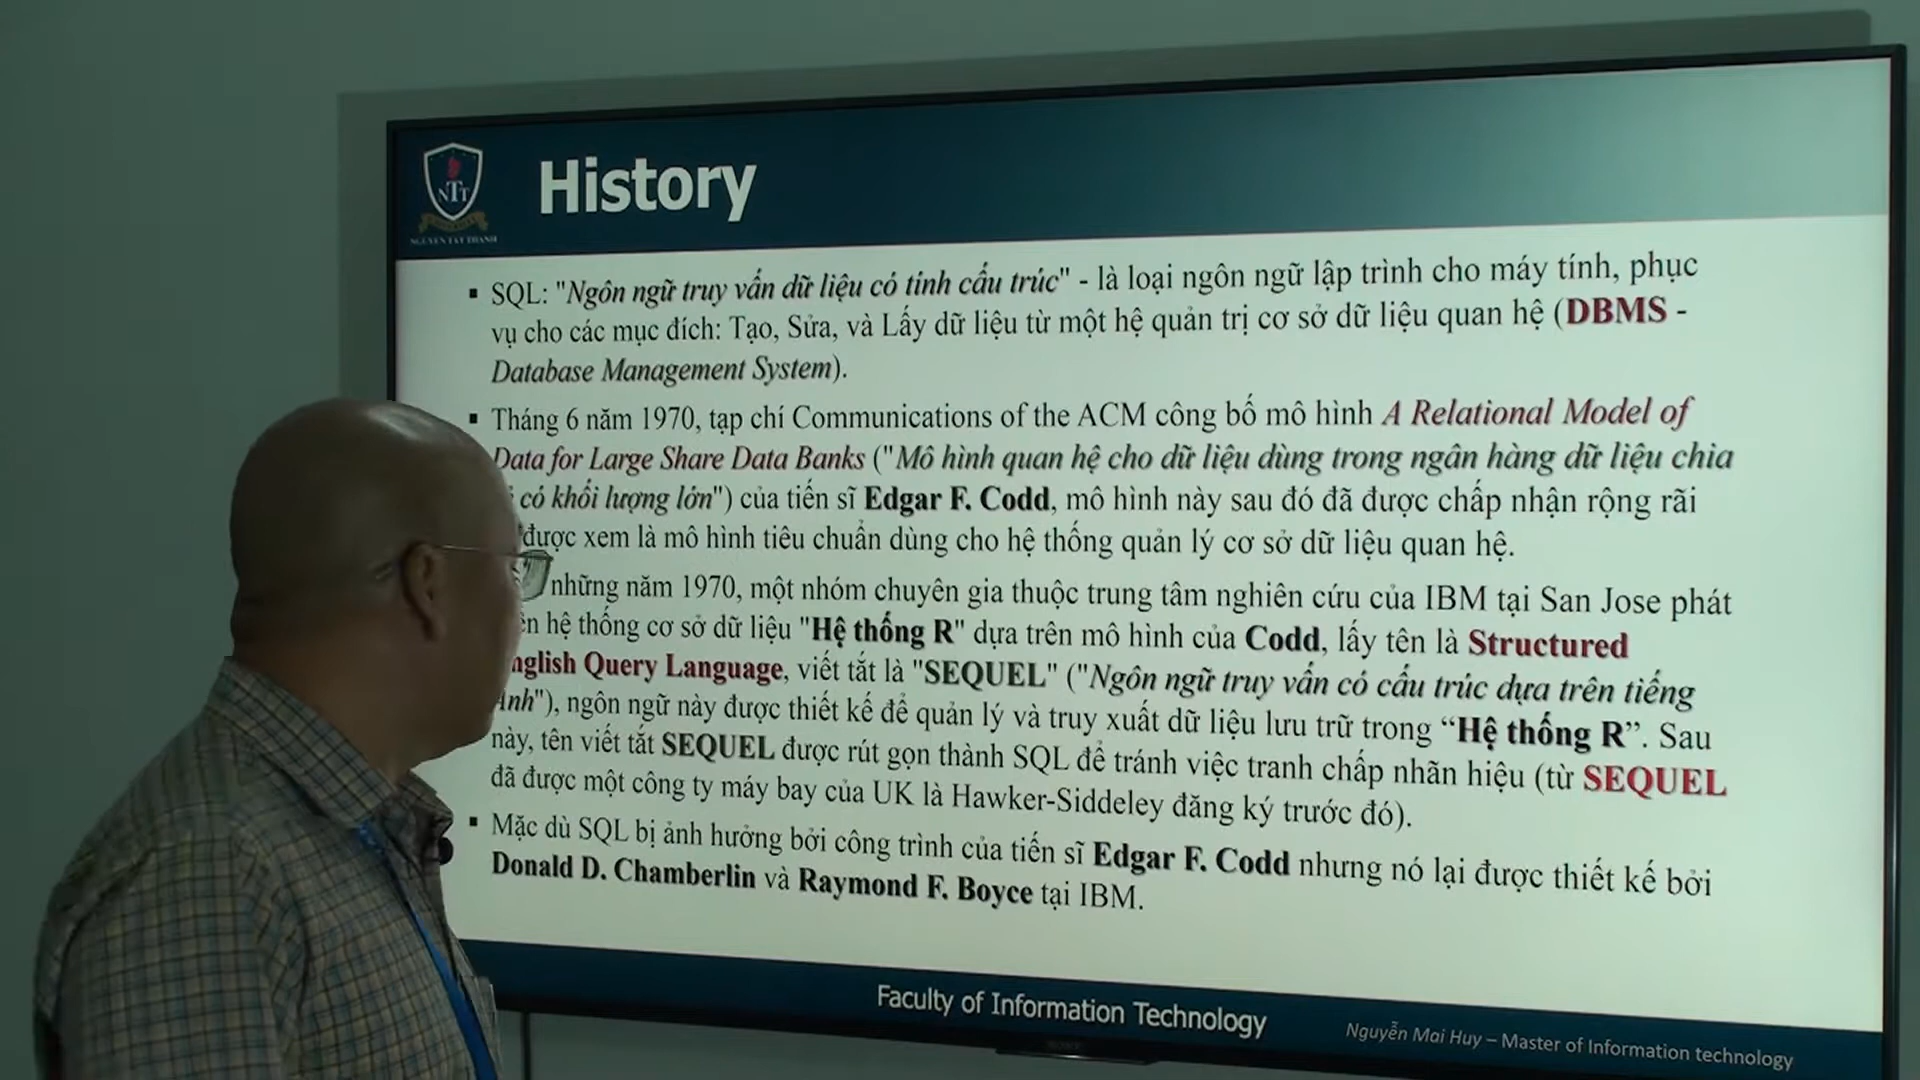 NTT
NGUYEN TAT THANH
History
▪ SQL: "Ngôn ngữ truy vấn dữ liệu có tính cấu trúc" - là loại ngôn ngữ lập trình cho máy tính, phục
vụ cho các mục đích: Tạo, Sửa, và Lấy dữ liệu từ một hệ quản trị cơ sở dữ liệu quan hệ (DBMS -
Database Management System).
▪ Tháng 6 năm 1970, tạp chí Communications of the ACM công bố mô hình A Relational Model of
Data for Large Share Data Banks ("Mô hình quan hệ cho dữ liệu dùng trong ngân hàng dữ liệu chia
có khối lượng lớn") của tiến sĩ Edgar F. Codd, mô hình này sau đó đã được chấp nhận rộng rãi
được xem là mô hình tiêu chuẩn dùng cho hệ thống quản lý cơ sở dữ liệu quan hệ.
những năm 1970, một nhóm chuyên gia thuộc trung tâm nghiên cứu của IBM tại San Jose phát
hệ thống cơ sở dữ liệu "Hệ thống R" dựa trên mô hình của Codd, lấy tên là Structured
nglish Query Language, viết tắt là "SEQUEL" ("Ngôn ngữ truy vấn có cấu trúc dựa trên tiếng
Anh"), ngôn ngữ này được thiết kế để quản lý và truy xuất dữ liệu lưu trữ trong “Hệ thống R”. Sau
này, tên viết tắt SEQUEL được rút gọn thành SQL để tránh việc tranh chấp nhãn hiệu (từ SEQUEL
đã được một công ty máy bay của UK là Hawker-Siddeley đăng ký trước đó).
▪ Mặc dù SQL bị ảnh hưởng bởi công trình của tiến sĩ Edgar F. Codd nhưng nó lại được thiết kế bởi
Donald D. Chamberlin và Raymond F. Boyce tại IBM.
Faculty of Information Technology
Nguyễn Mai Huy – Master of Information technology